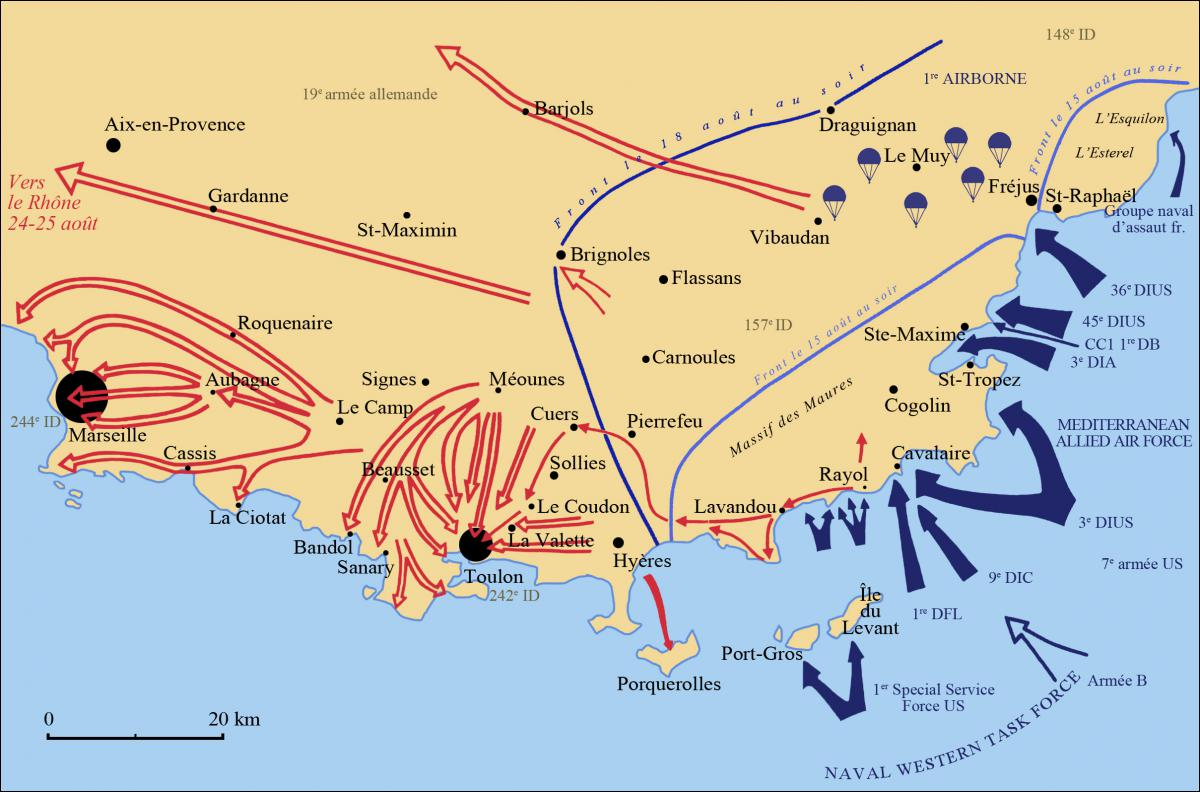 148e ID
1re AIRBORNE
19e armée allemande
Front le 15 août au soir
Front le 18 août au soir
Barjols
Draguignan
L'Esquilon
Aix-en-Provence
Le Muy
L'Esterel
Vers
le Rhône
24-25 août
Gardanne
Fréjus
St-Raphaël
Groupe naval
d'assaut fr.
St-Maximin
Vibaudan
Brignoles
Flassans
36e DIUS
Roquenaire
157e ID
45e DIUS
Ste-Maxime
CC1 1re DB
3e DIA
Front le 15 août au soir
Carnoules
Signes
Méounes
Aubagne
St-Tropez
Le Camp
Cogolin
Massif des Maures
244e ID
Marseille
Cuers
Pierrefeu
MEDITERRANEAN
ALLIED AIR FORCE
Cassis
Beausset
Sollies
Cavalaire
Rayol
La Ciotat
Le Coudon
Lavandou
3e DIUS
Bandol
La Valette
Sanary
Hyères
7e armée US
Toulon
242e ID
9e DIC
Île
du
Levant
1re DFL
Port-Gros
Porquerolles
1er Special Service
Force US
Armée B
0
20 km
NAVAL WESTERN TASK FORCE